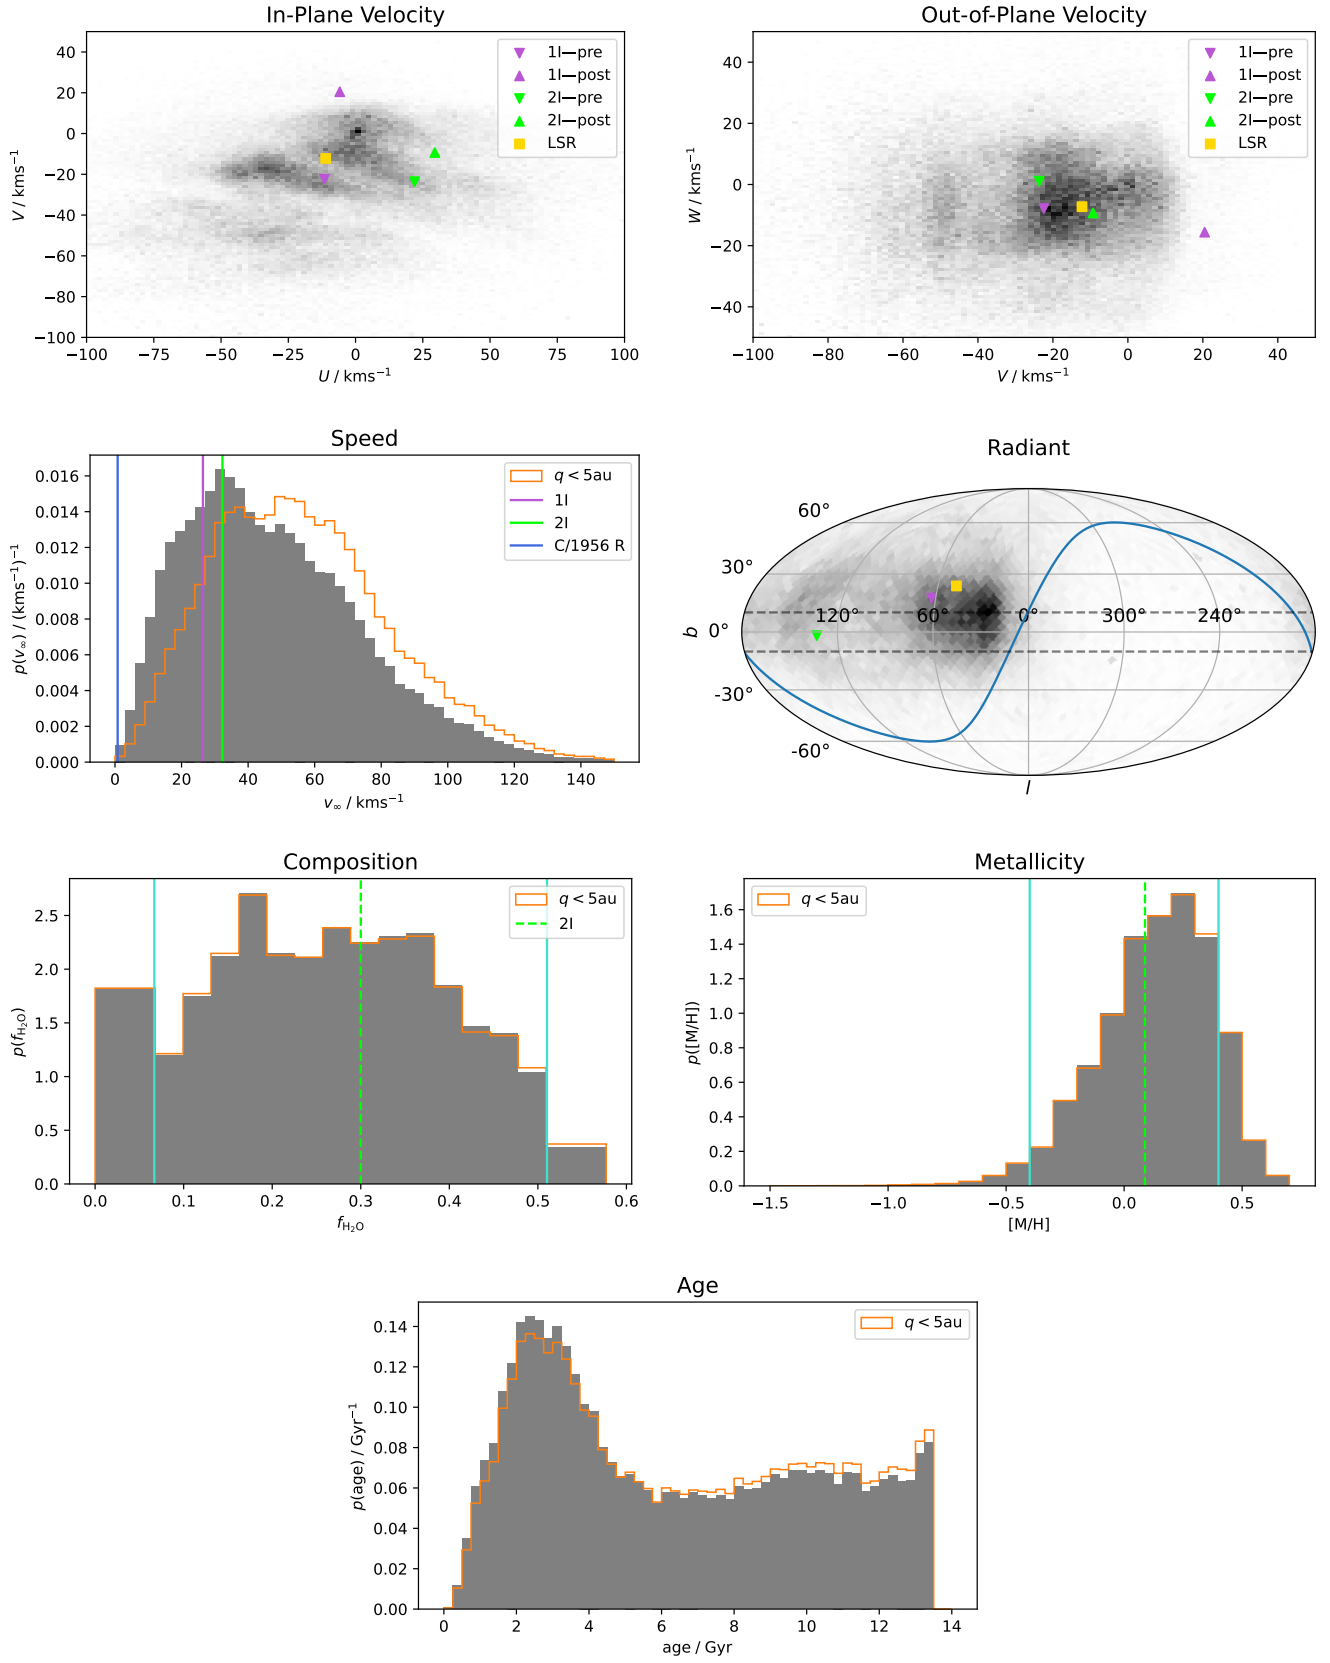 In-Plane Velocity
1I—pre
1I—post
2I—pre
2I—post
LSR
40
20
0
−20
−40
−60
−80
−100
V / kms⁻¹
−100 −75 −50 −25 0 25 50 75 100
U / kms⁻¹
Out-of-Plane Velocity
1I—pre
1I—post
2I—pre
2I—post
LSR
40
20
0
−20
−40
W / kms⁻¹
−100 −80 −60 −40 −20 0 20 40
V / kms⁻¹
Speed
q < 5au
1I
2I
C/1956 R
0.016
0.014
0.012
0.010
0.008
0.006
0.004
0.002
0.000
p(v∞) / (kms⁻¹)⁻¹
0 20 40 60 80 100 120 140
v∞ / kms⁻¹
Radiant
60°
30°
0°
-30°
-60°
b
120° 60° 0° 300° 240°
l
Composition
q < 5au
2I
2.5
2.0
1.5
1.0
0.5
0.0
p(fH₂O)
0.0 0.1 0.2 0.3 0.4 0.5 0.6
fH₂O
Metallicity
q < 5au
1.6
1.4
1.2
1.0
0.8
0.6
0.4
0.2
0.0
p([M/H])
−1.5 −1.0 −0.5 0.0 0.5
[M/H]
Age
q < 5au
0.14
0.12
0.10
0.08
0.06
0.04
0.02
0.00
p(age) / Gyr⁻¹
0 2 4 6 8 10 12 14
age / Gyr